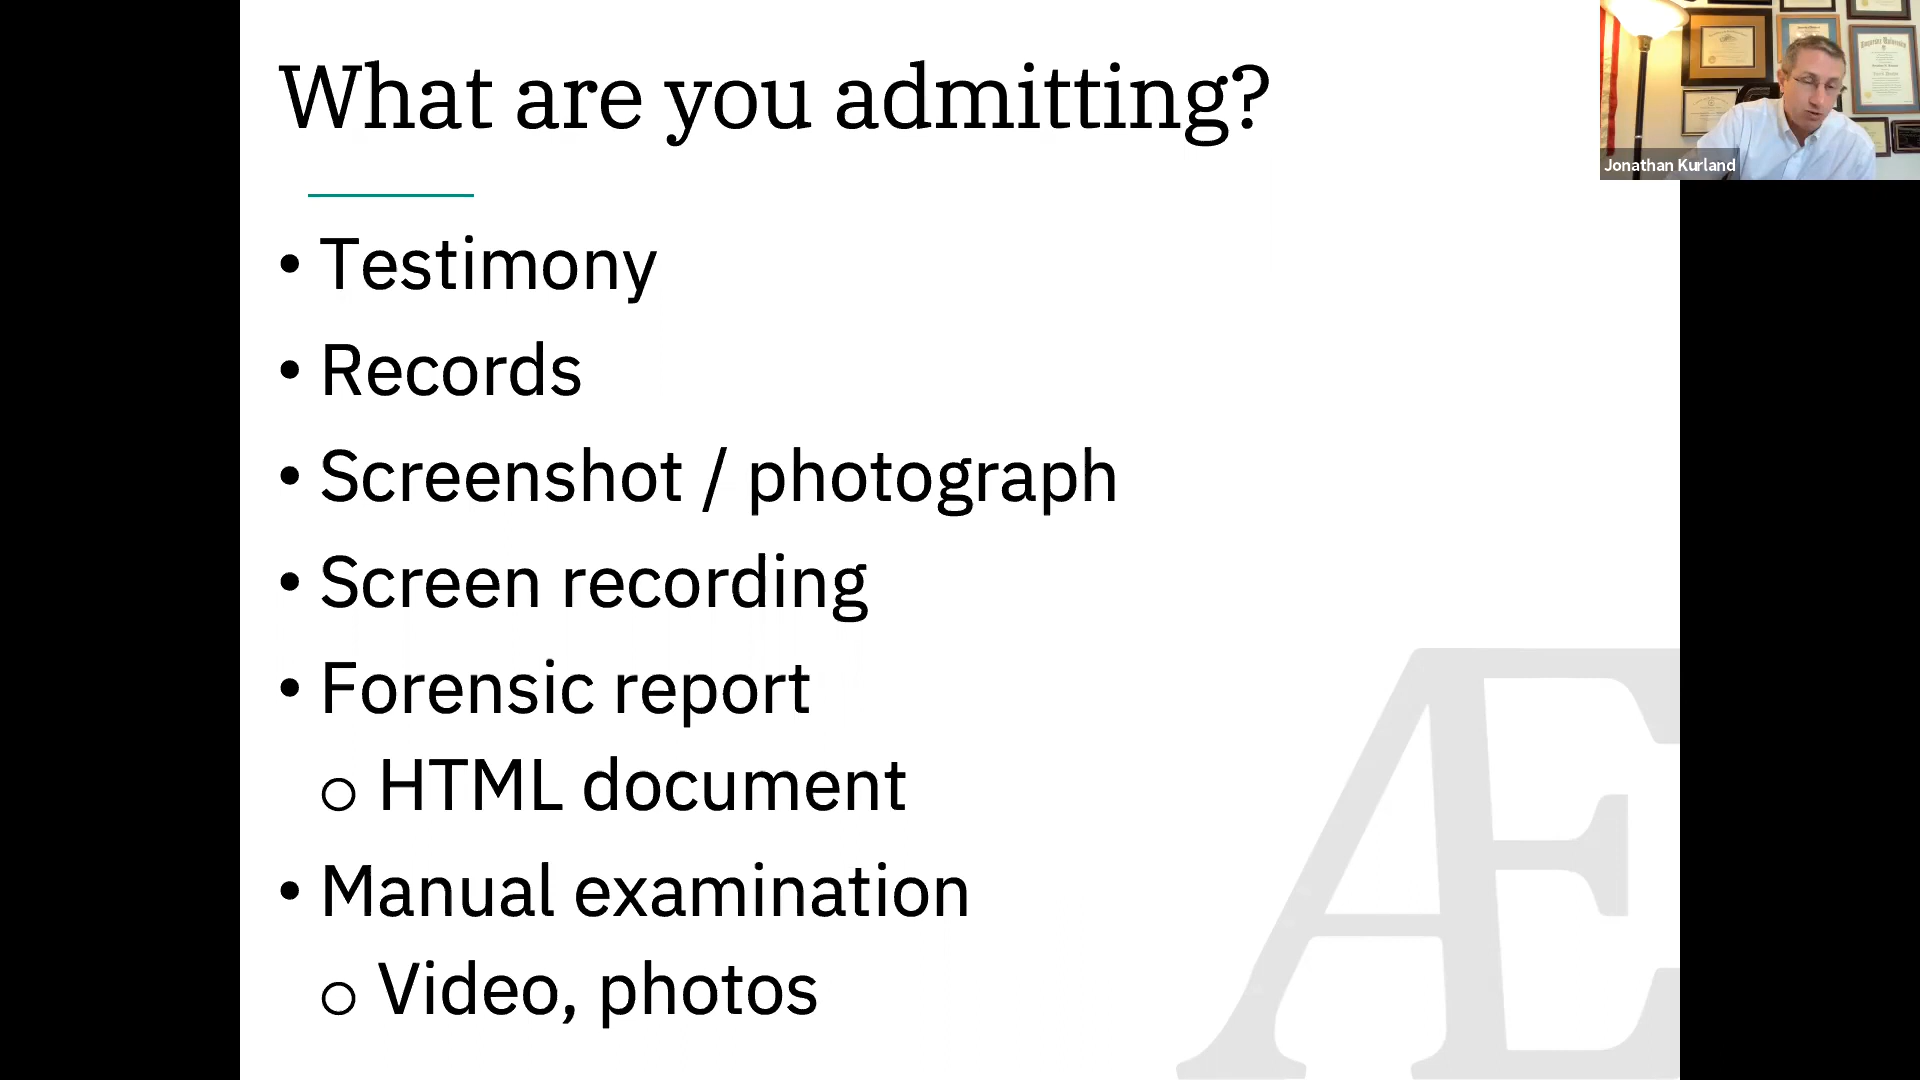 What are you admitting?
• Testimony
• Records
• Screenshot / photograph
• Screen recording
• Forensic report
o HTML document
• Manual examination
o Video, photos
Æ
Jonathan Kurland